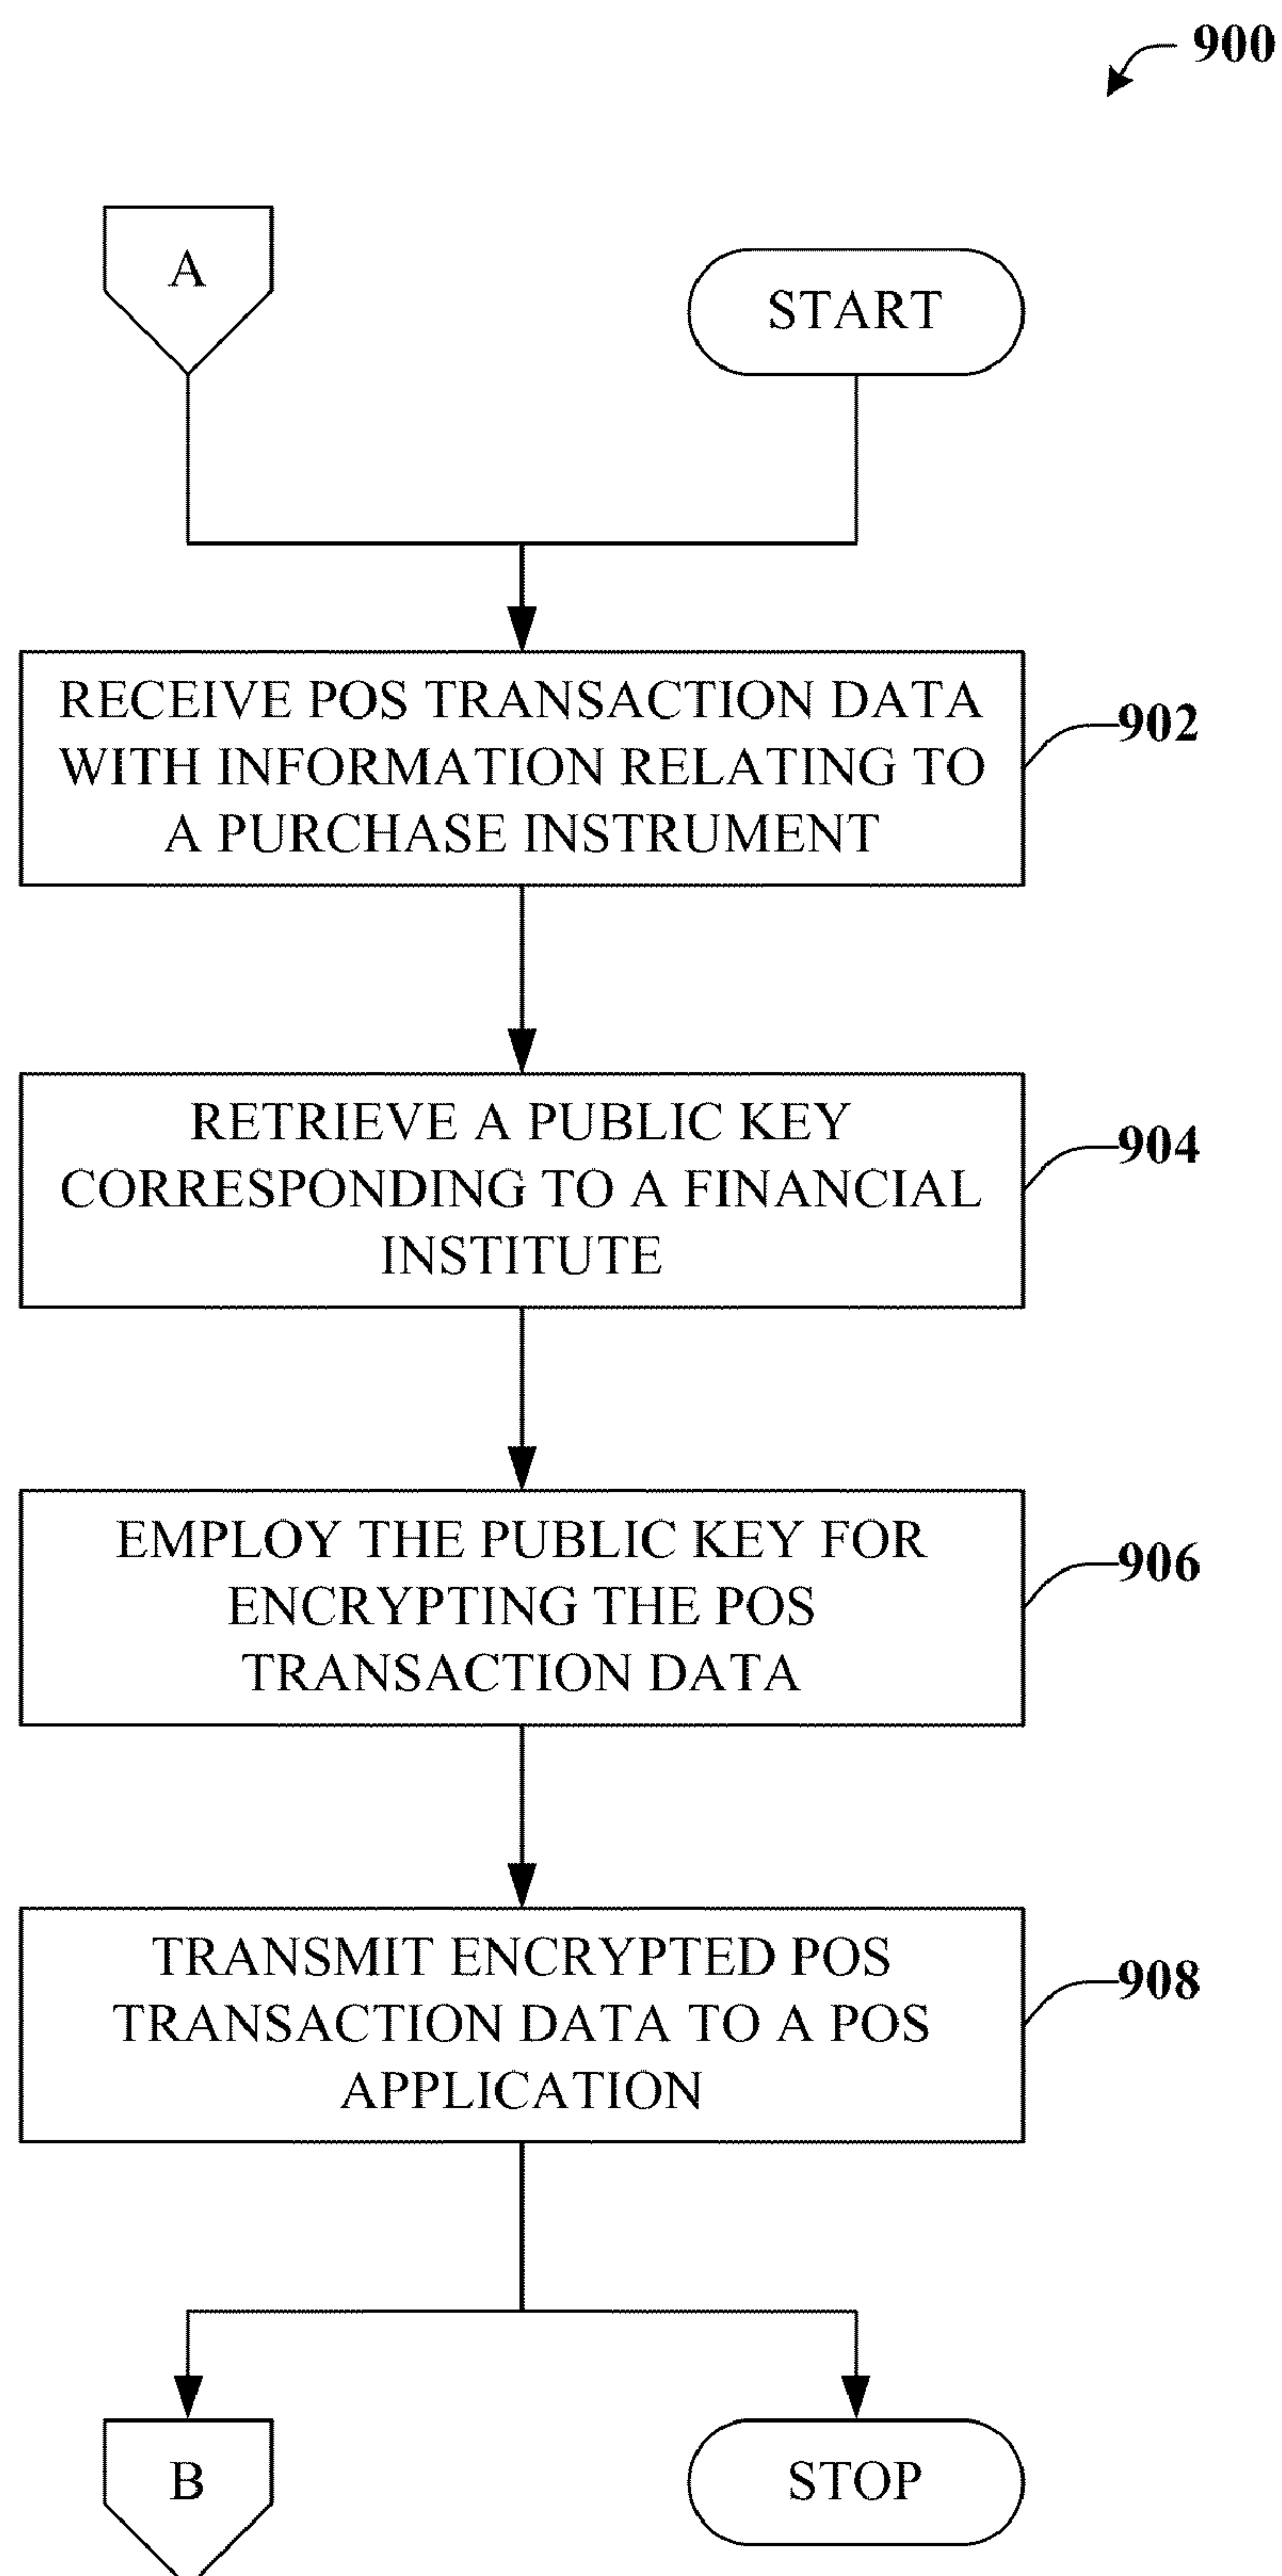 900
A
START
RECEIVE POS TRANSACTION DATA
WITH INFORMATION RELATING TO
A PURCHASE INSTRUMENT
902
RETRIEVE A PUBLIC KEY
CORRESPONDING TO A FINANCIAL
INSTITUTE
904
EMPLOY THE PUBLIC KEY FOR
ENCRYPTING THE POS
TRANSACTION DATA
906
TRANSMIT ENCRYPTED POS
TRANSACTION DATA TO A POS
APPLICATION
908
B
STOP